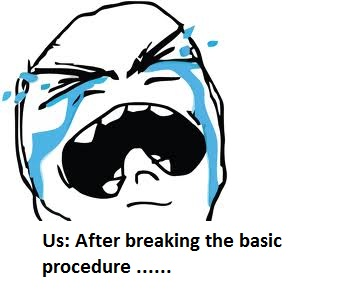 Us: After breaking the basic
procedure ......